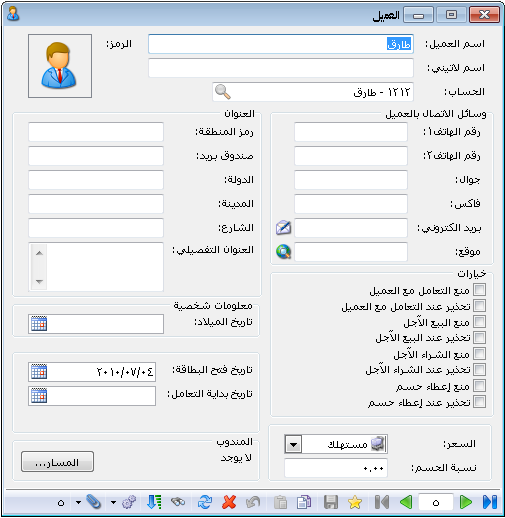 العميل
اسم العميل: طارق
الرمز:
اسم لاتيني:
الحساب: ١٢١٢ - طارق
وسائل الاتصال بالعميل
رقم الهاتف١:
رقم الهاتف٢:
جوال:
فاكس:
بريد الكتروني:
موقع:
العنوان
رمز المنطقة:
صندوق بريد:
الدولة:
المدينة:
الشارع:
العنوان التفصيلي:
خيارات
منع التعامل مع العميل
تحذير عند التعامل مع العميل
منع البيع الآجل
تحذير عند البيع الآجل
منع الشراء الآجل
تحذير عند الشراء الآجل
منع إعطاء حسم
تحذير عند إعطاء حسم
معلومات شخصية
تاريخ الميلاد:
تاريخ فتح البطاقة: ٢٠١٠/٠٧/٠٤
تاريخ بداية التعامل:
السعر: مستهلك
نسبة الحسم: ٠.٠٠
المندوب
لا يوجد
المسار...
٥
٥